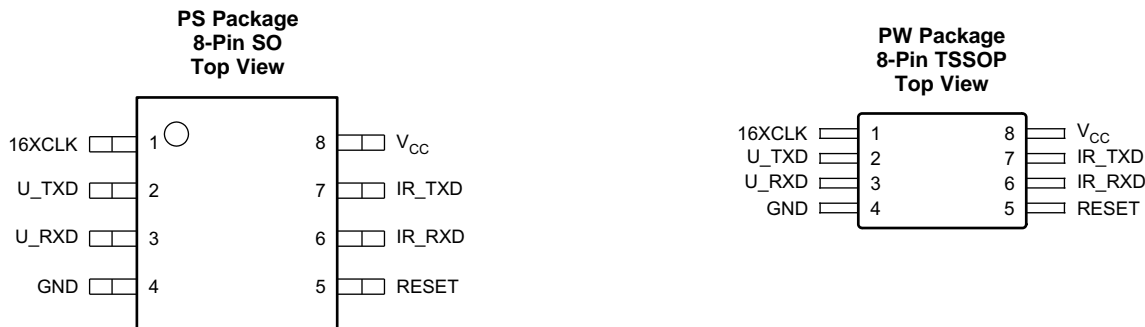 PS Package
8-Pin SO
Top View
16XCLK 1 8 VCC
U_TXD 2 7 IR_TXD
U_RXD 3 6 IR_RXD
GND 4 5 RESET
PW Package
8-Pin TSSOP
Top View
16XCLK 1 8 VCC
U_TXD 2 7 IR_TXD
U_RXD 3 6 IR_RXD
GND 4 5 RESET